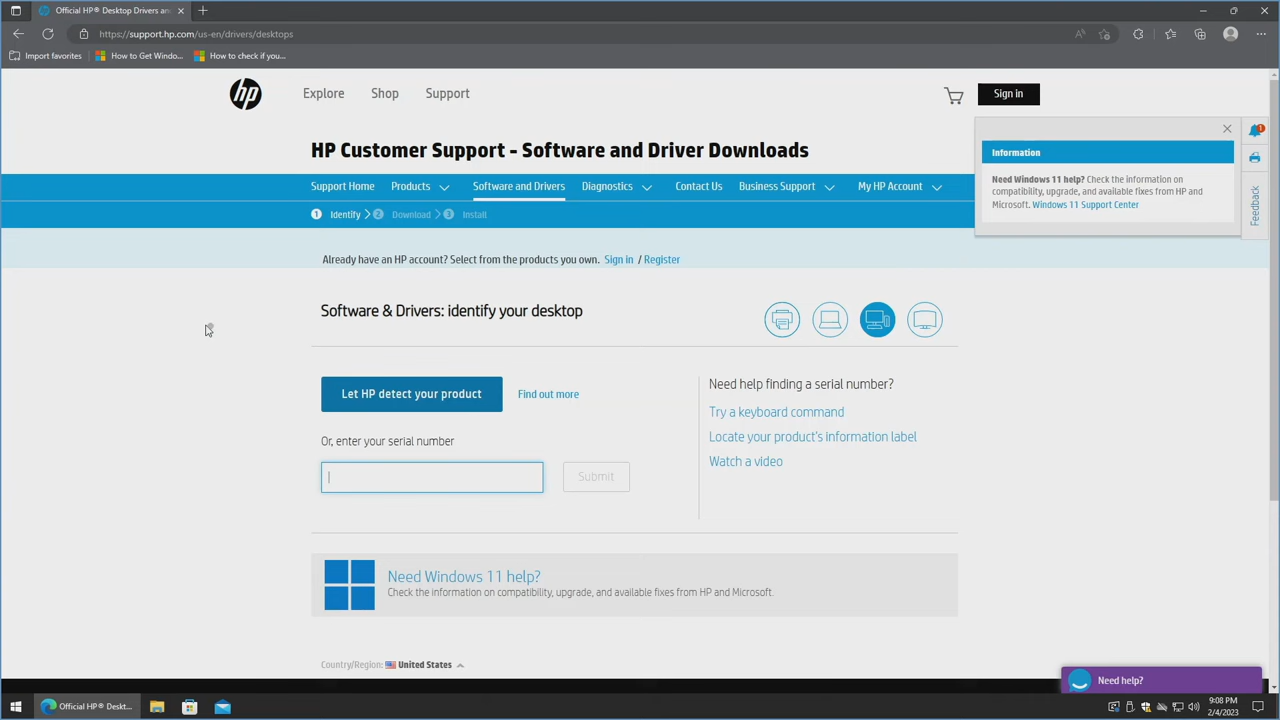 Official HP® Desktop Drivers an
https://support.hp.com/us-en/drivers/desktops
Import favorites
How to Get Windo...
How to check if you...
hp
Explore
Shop
Support
Sign in
HP Customer Support - Software and Driver Downloads
Information
Need Windows 11 help? Check the information on
compatibility, upgrade, and available fixes from HP and
Microsoft. Windows 11 Support Center
1
Feedback
Support Home
Products
Software and Drivers
Diagnostics
Contact Us
Business Support
My HP Account
1 Identify
2 Download
3 Install
Already have an HP account? Select from the products you own. Sign in / Register
Software & Drivers: identify your desktop
Let HP detect your product
Find out more
Or, enter your serial number
Submit
Need help finding a serial number?
Try a keyboard command
Locate your product's information label
Watch a video
Need Windows 11 help?
Check the information on compatibility, upgrade, and available fixes from HP and Microsoft.
Country/Region: United States
Need help?
Official HP® Deskt...
9:08 PM
2/4/2023